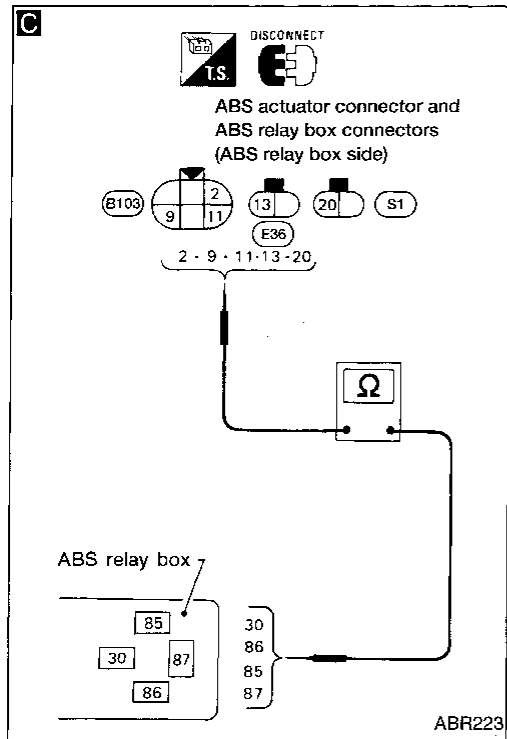 C
DISCONNECT
T.S.
ABS actuator connector and
ABS relay box connectors
(ABS relay box side)
B103
2
9
11
13
20
S1
E36
2 - 9 - 11-13-20
Ω
ABS relay box
85
30
87
86
30
86
85
87
ABR223